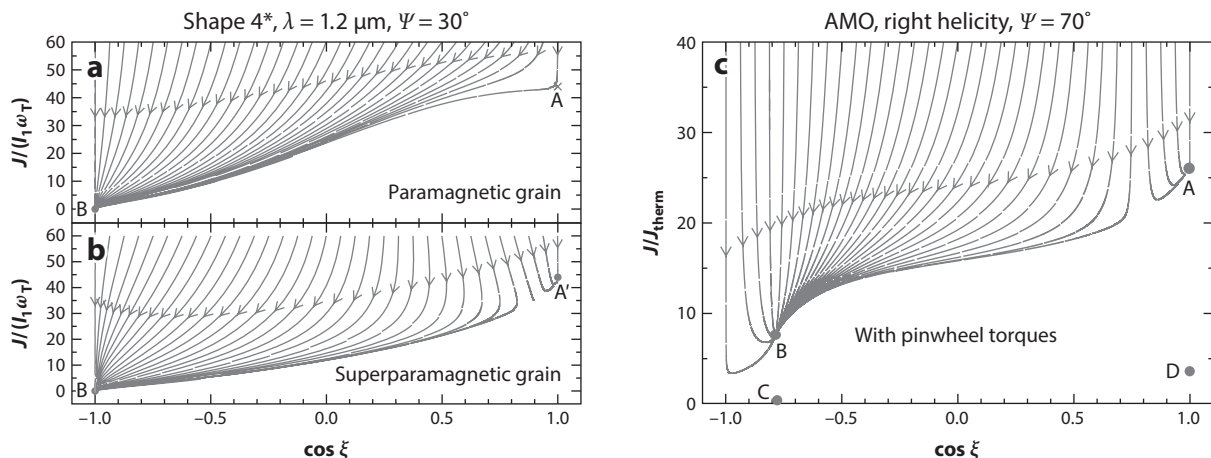 Shape 4*, λ = 1.2 μm, Ψ = 30°
60
50
40
30
20
10
0
J/(I₁ω_T)
a
A
B
Paramagnetic grain
60
50
40
30
20
10
0
J/(I₁ω_T)
b
A'
B
Superparamagnetic grain
−1.0
−0.5
0.0
0.5
1.0
cos ξ
AMO, right helicity, Ψ = 70°
40
30
20
10
0
J/J_therm
c
A
B
With pinwheel torques
C
D
−1.0
−0.5
0.0
0.5
1.0
cos ξ